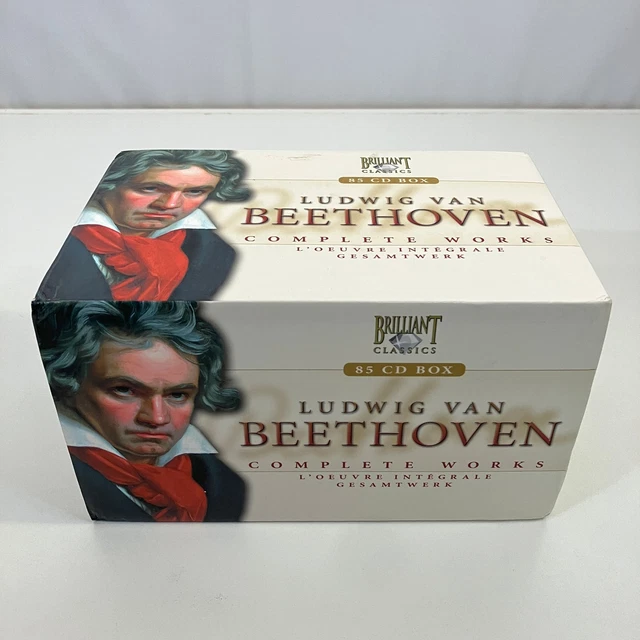 BRILLIANT
CLASSICS
85 CD BOX
LUDWIG VAN
BEETHOVEN
COMPLETE WORKS
L'OEUVRE INTÉGRALE
GESAMTWERK
BRILLIANT
CLASSICS
85 CD BOX
LUDWIG VAN
BEETHOVEN
COMPLETE WORKS
L'OEUVRE INTÉGRALE
GESAMTWERK